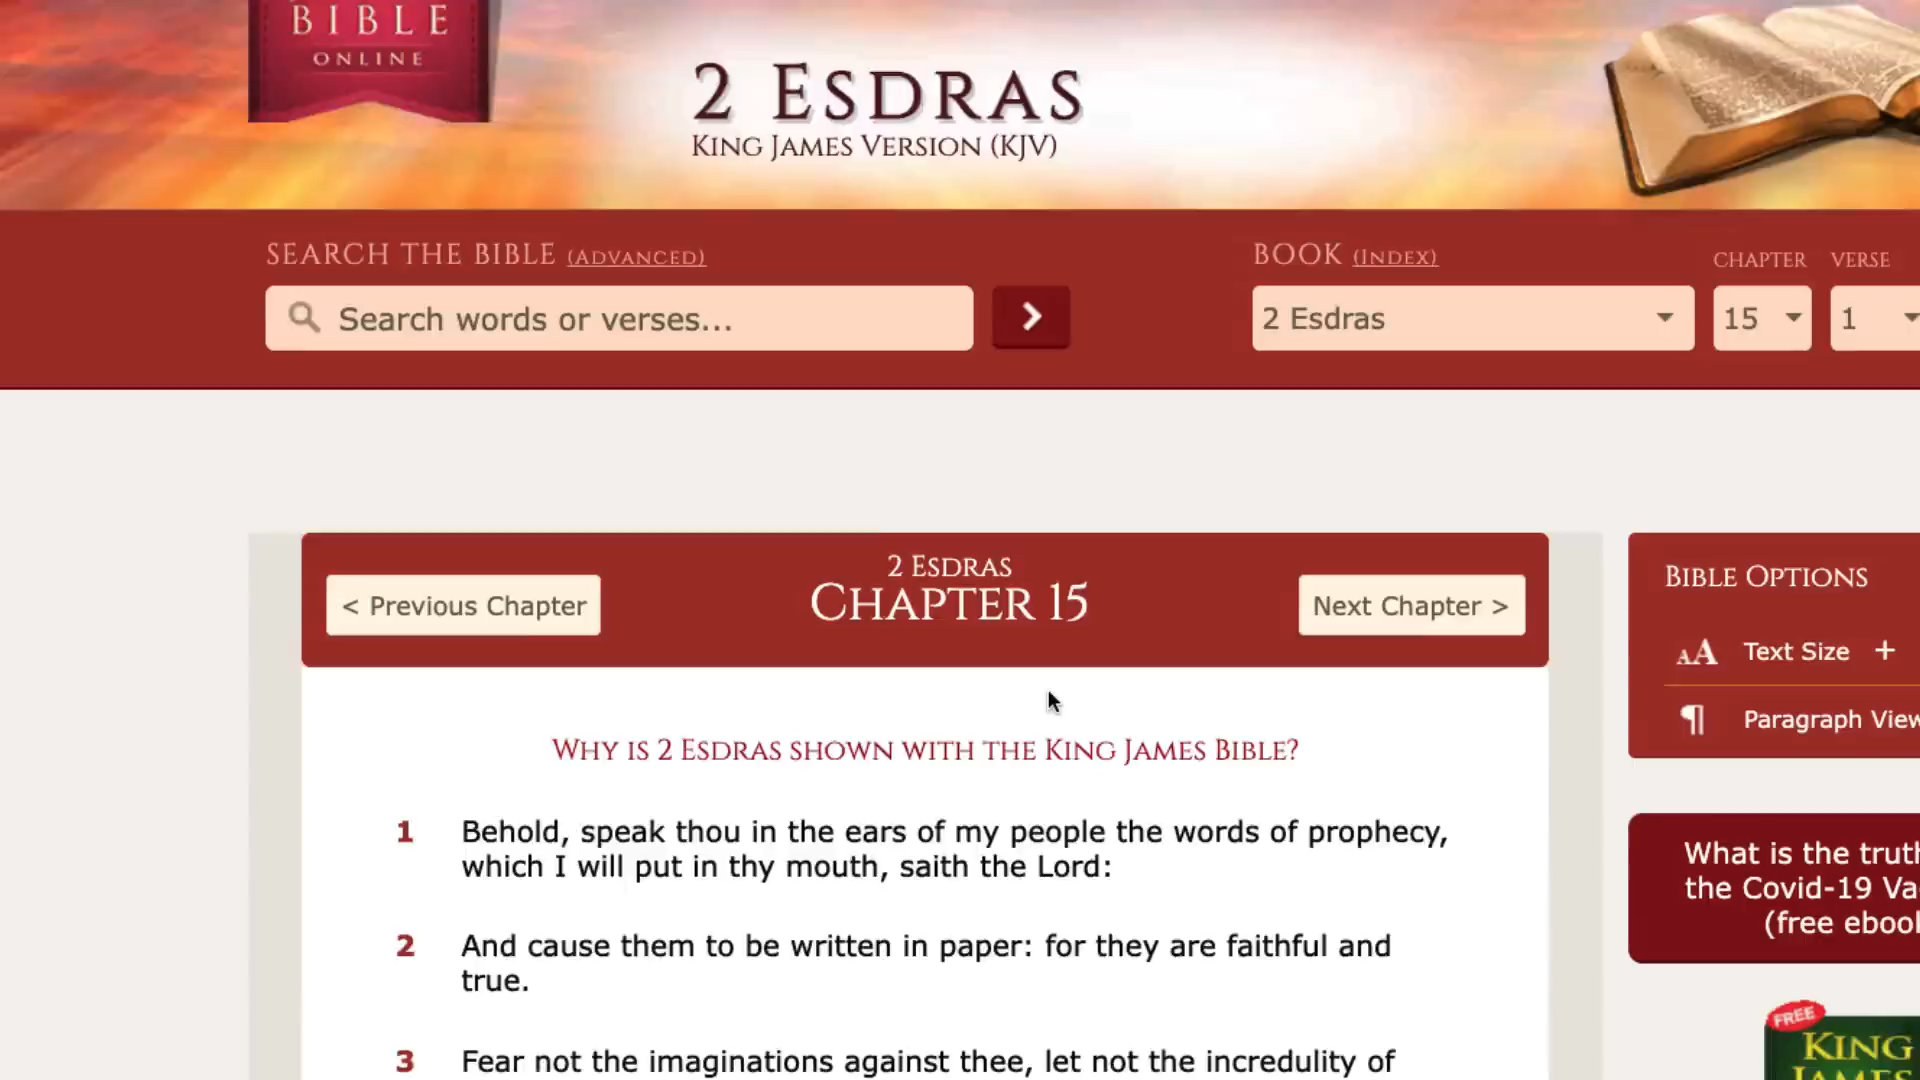 BIBLE
ONLINE
2 ESDRAS
KING JAMES VERSION (KJV)
SEARCH THE BIBLE (ADVANCED)
BOOK (INDEX)
CHAPTER VERSE
Search words or verses...
2 Esdras
15
1
2 ESDRAS
CHAPTER 15
< Previous Chapter
Next Chapter >
WHY IS 2 ESDRAS SHOWN WITH THE KING JAMES BIBLE?
1 Behold, speak thou in the ears of my people the words of prophecy,
which I will put in thy mouth, saith the Lord:
2 And cause them to be written in paper: for they are faithful and
true.
3 Fear not the imaginations against thee, let not the incredulity of
BIBLE OPTIONS
AA Text Size +
¶ Paragraph View
What is the truth
the Covid-19 Va
(free ebook
FREE
KING
JAMES